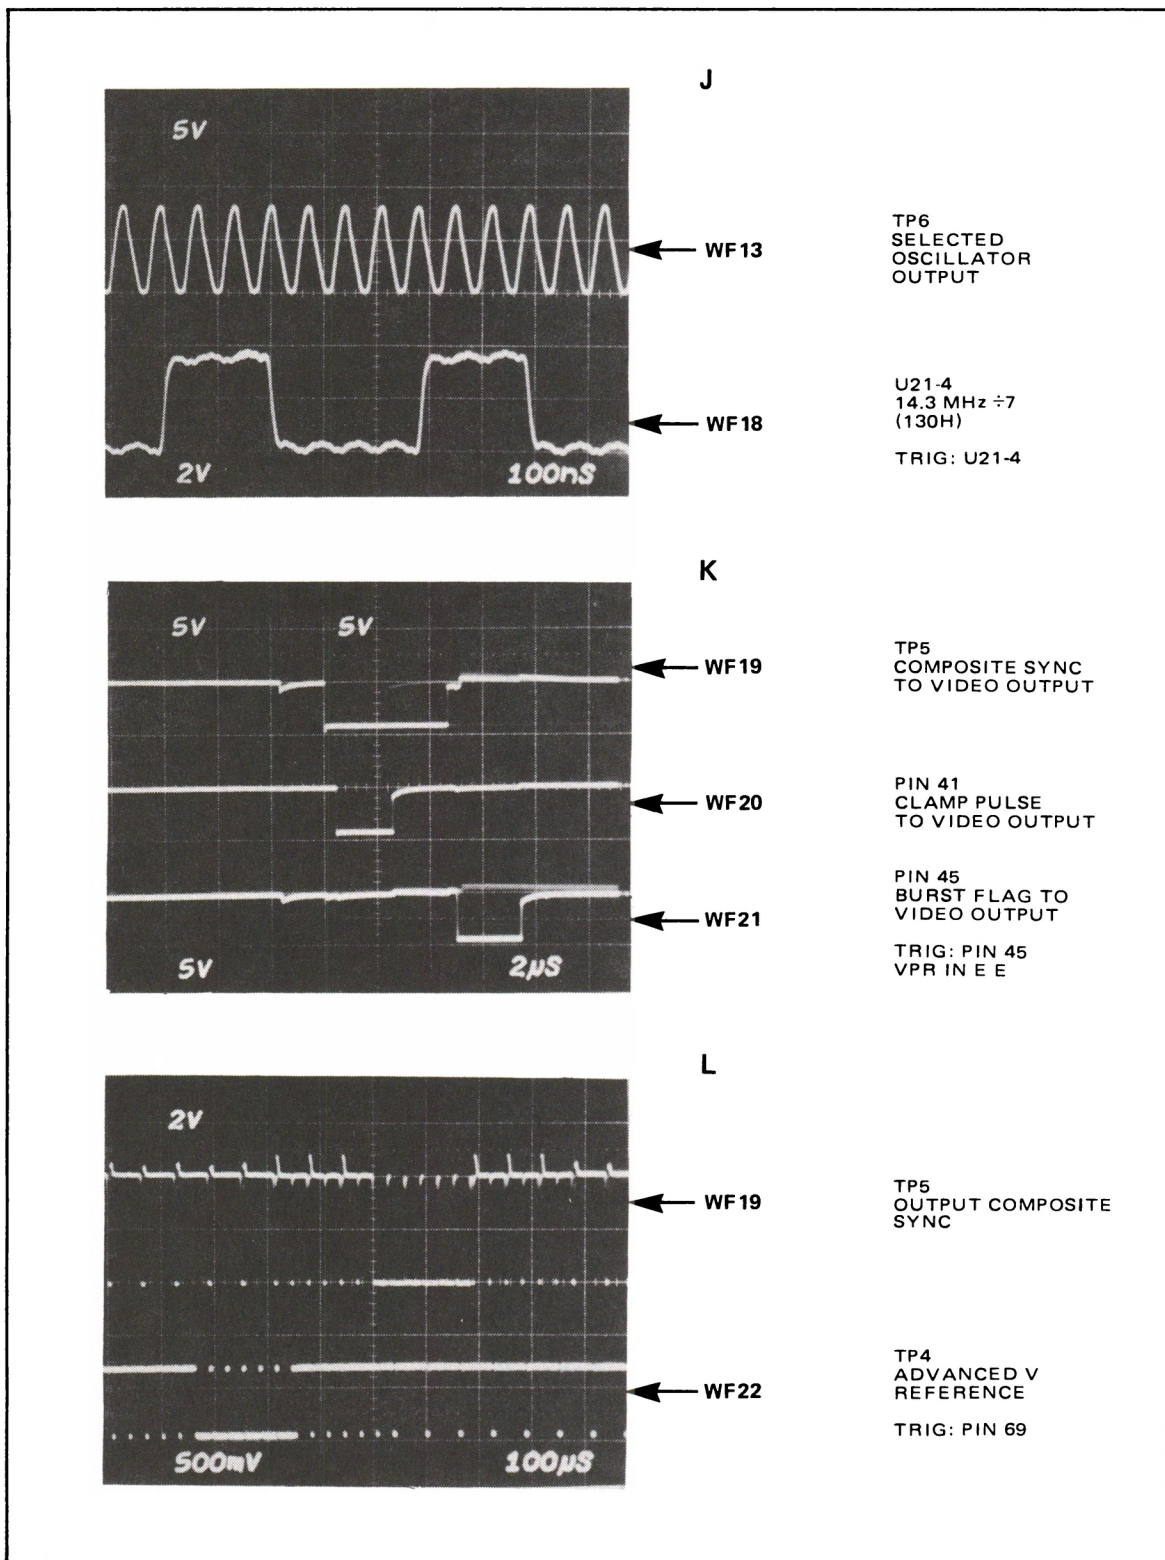 J
5V
WF13
TP6
SELECTED
OSCILLATOR
OUTPUT
WF18
U21-4
14.3 MHz ÷7
(130H)
TRIG: U21-4
2V 100nS
K
5V 5V
WF19
TP5
COMPOSITE SYNC
TO VIDEO OUTPUT
WF20
PIN 41
CLAMP PULSE
TO VIDEO OUTPUT
WF21
PIN 45
BURST FLAG TO
VIDEO OUTPUT
TRIG: PIN 45
VPR IN E E
5V 2µS
L
2V
WF19
TP5
OUTPUT COMPOSITE
SYNC
WF22
TP4
ADVANCED V
REFERENCE
TRIG: PIN 69
500mV 100µS